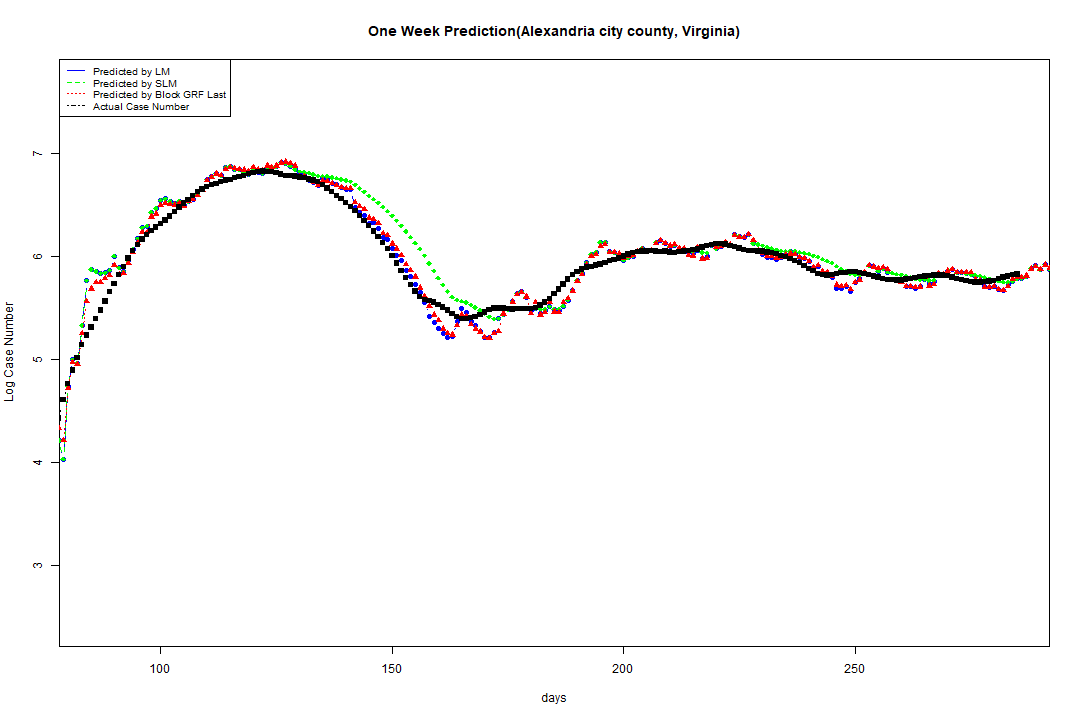 One Week Prediction(Alexandria city county, Virginia)
Predicted by LM
Predicted by SLM
Predicted by Block GRF Last
Actual Case Number
7
6
5
4
3
Log Case Number
100 150 200 250
days